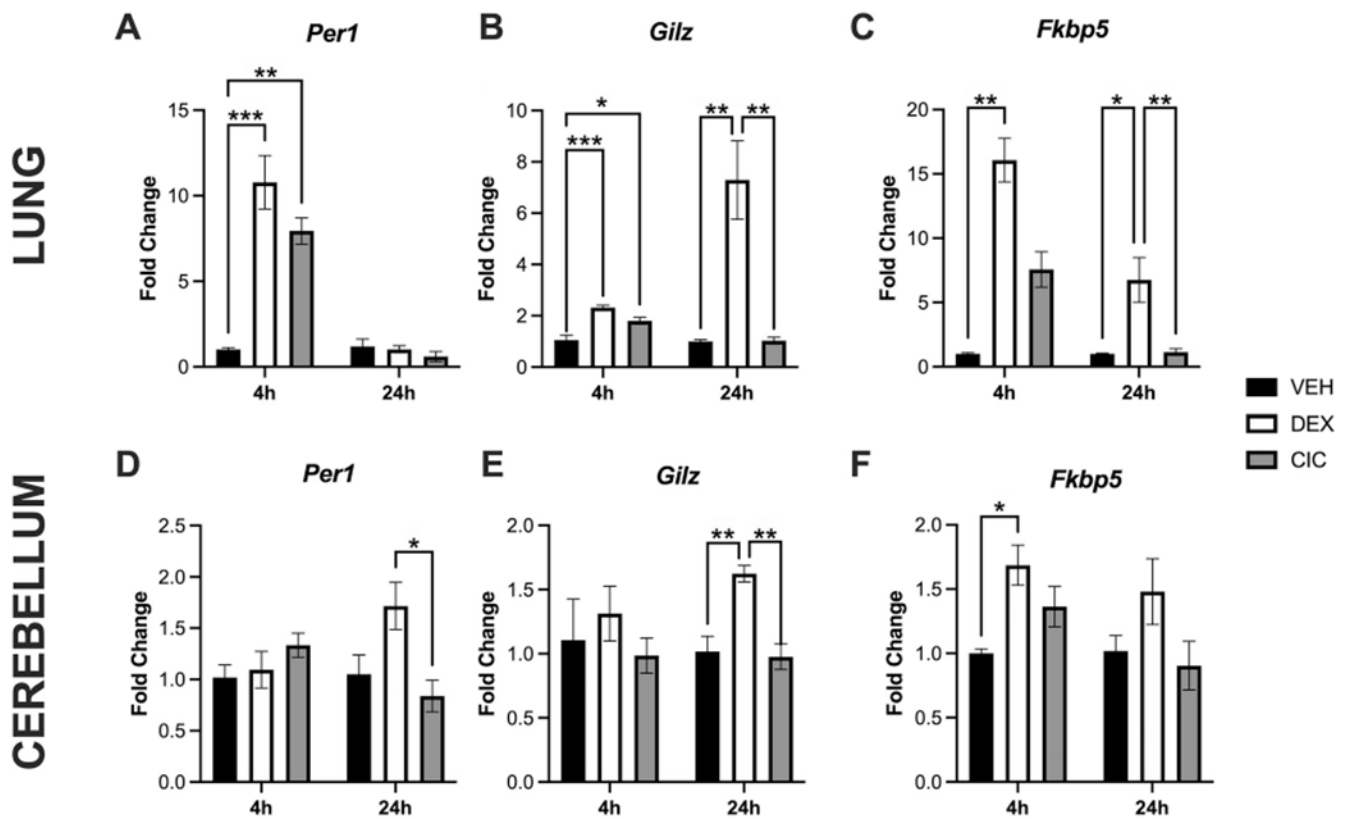 LUNG
A
Per1
Fold Change
15
10
5
0
***
**
4h
24h
B
Gilz
Fold Change
10
8
6
4
2
0
***
*
**
**
4h
24h
C
Fkbp5
Fold Change
20
15
10
5
0
**
*
**
4h
24h
VEH
DEX
CIC
CEREBELLUM
D
Per1
Fold Change
2.5
2.0
1.5
1.0
0.5
0.0
*
4h
24h
E
Gilz
Fold Change
2.0
1.5
1.0
0.5
0.0
**
**
4h
24h
F
Fkbp5
Fold Change
2.0
1.5
1.0
0.5
0.0
*
4h
24h